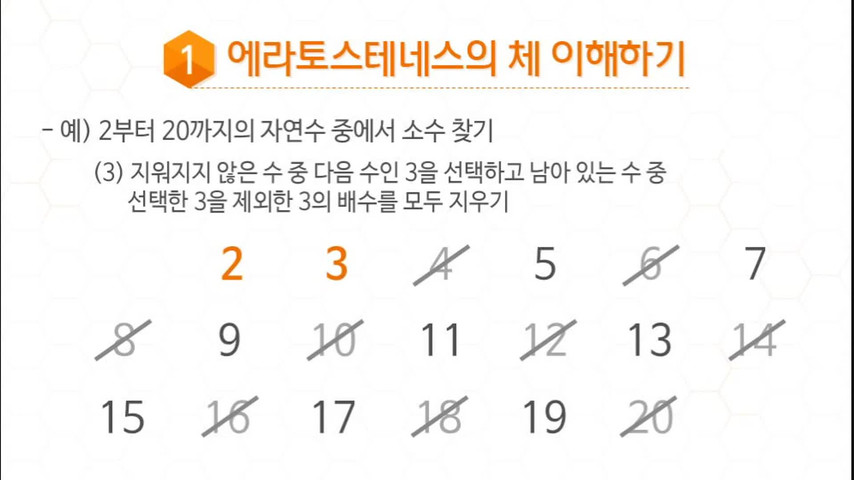 1 에라토스테네스의 체 이해하기
- 예) 2부터 20까지의 자연수 중에서 소수 찾기
(3) 지워지지 않은 수 중 다음 수인 3을 선택하고 남아 있는 수 중
선택한 3을 제외한 3의 배수를 모두 지우기
2 3 4 5 6 7
8 9 10 11 12 13 14
15 16 17 18 19 20